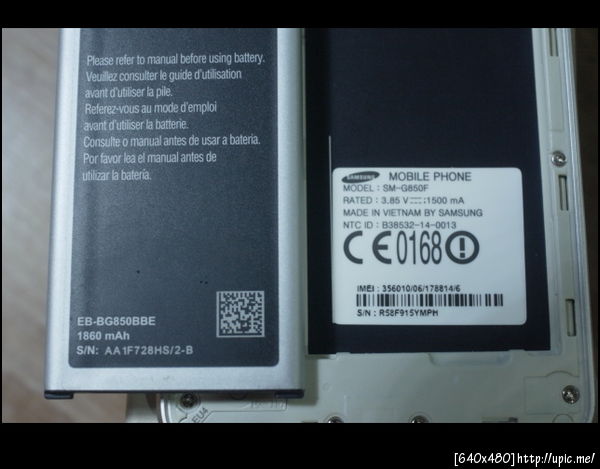 Please refer to manual before using battery.
Veuillez consulter le guide d'utilisation
avant d'utiliser la pile.
Referez-vous au mode d'emploi
avant d'utiliser la batterie.
Consulte o manual antes de usar a bateria.
Por favor lea el manual antes de
utilizar la batería.
EB-BG850BBE
1860 mAh
S/N: AA1F728HS/2-B
SAMSUNG MOBILE PHONE
MODEL : SM-G850F
RATED : 3.85 V⎓; 1500 mA
MADE IN VIETNAM BY SAMSUNG
NTC ID : B38532-14-0013
CE0168
IMEI : 356010/06/178814/6
S/N : R58F915YMPH
EU4
[640x480]http://upic.me/